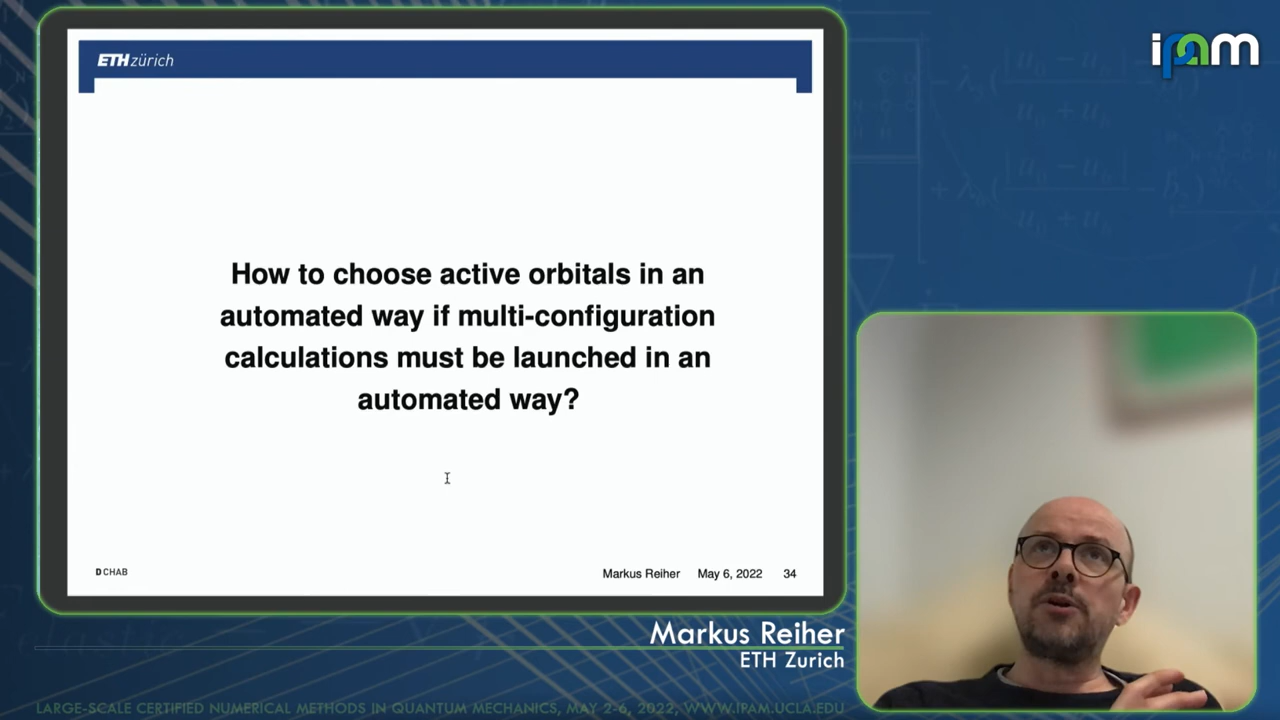 ETH zürich
ipam
How to choose active orbitals in an
automated way if multi-configuration
calculations must be launched in an
automated way?
D CHAB
Markus Reiher May 6, 2022 34
Markus Reiher
ETH Zurich
LARGE-SCALE CERTIFIED NUMERICAL METHODS IN QUANTUM MECHANICS, MAY 2-6, 2022, WWW.IPAM.UCLA.EDU